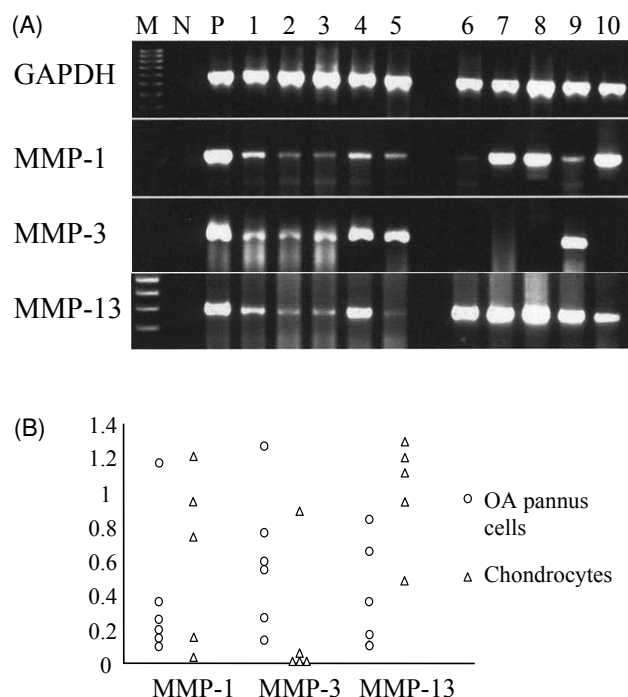 (A) M N P 1 2 3 4 5 6 7 8 9 10
GAPDH
MMP-1
MMP-3
MMP-13
(B)
1.4
1.2
1
0.8
0.6
0.4
0.2
0
MMP-1 MMP-3 MMP-13
OA pannus
cells
Chondrocytes